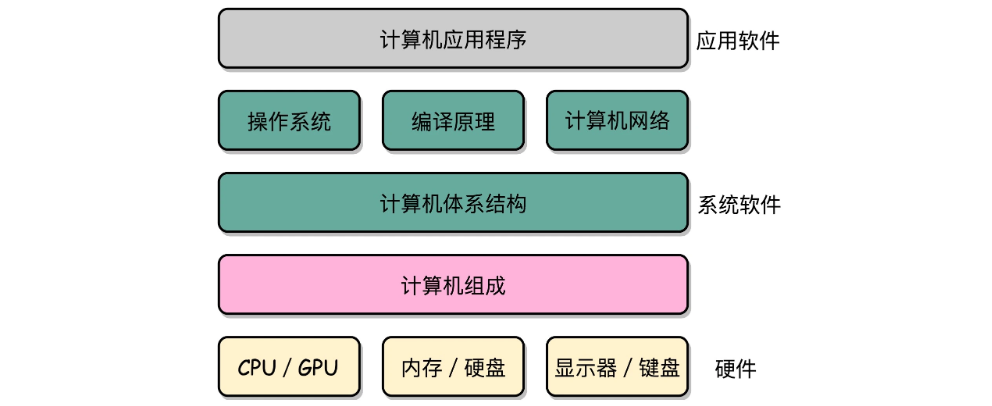 计算机应用程序 应用软件
操作系统 编译原理 计算机网络
计算机体系结构 系统软件
计算机组成
CPU / GPU 内存 / 硬盘 显示器 / 键盘 硬件